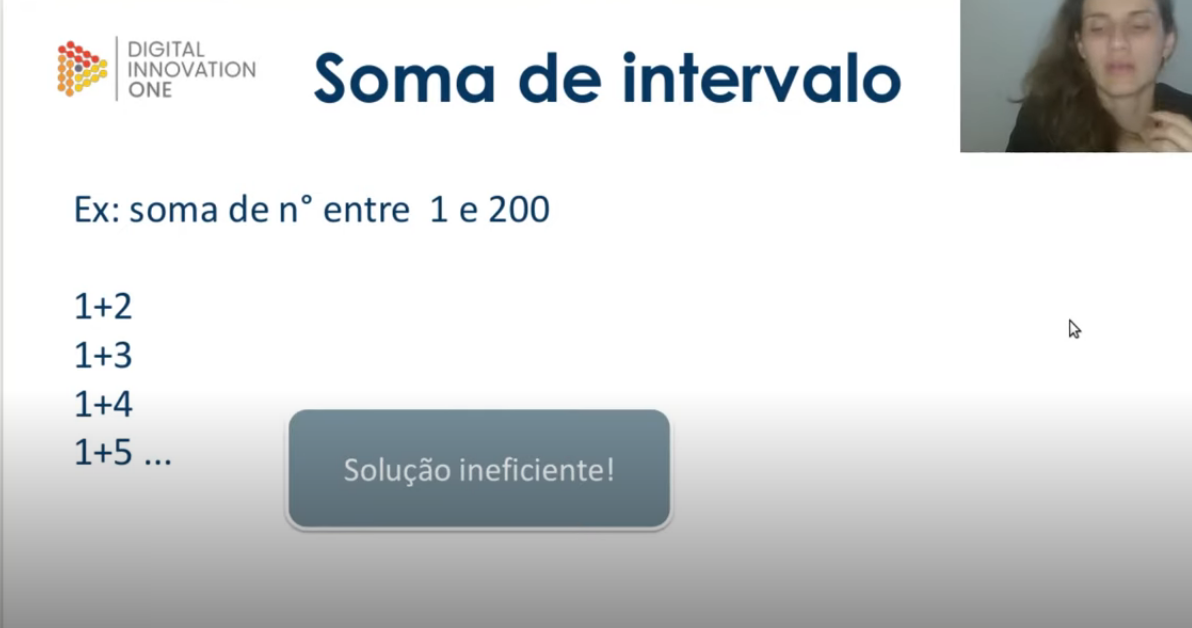 DIGITAL
INNOVATION
ONE
Soma de intervalo
Ex: soma de n° entre 1 e 200
1+2
1+3
1+4
1+5 ...
Solução ineficiente!